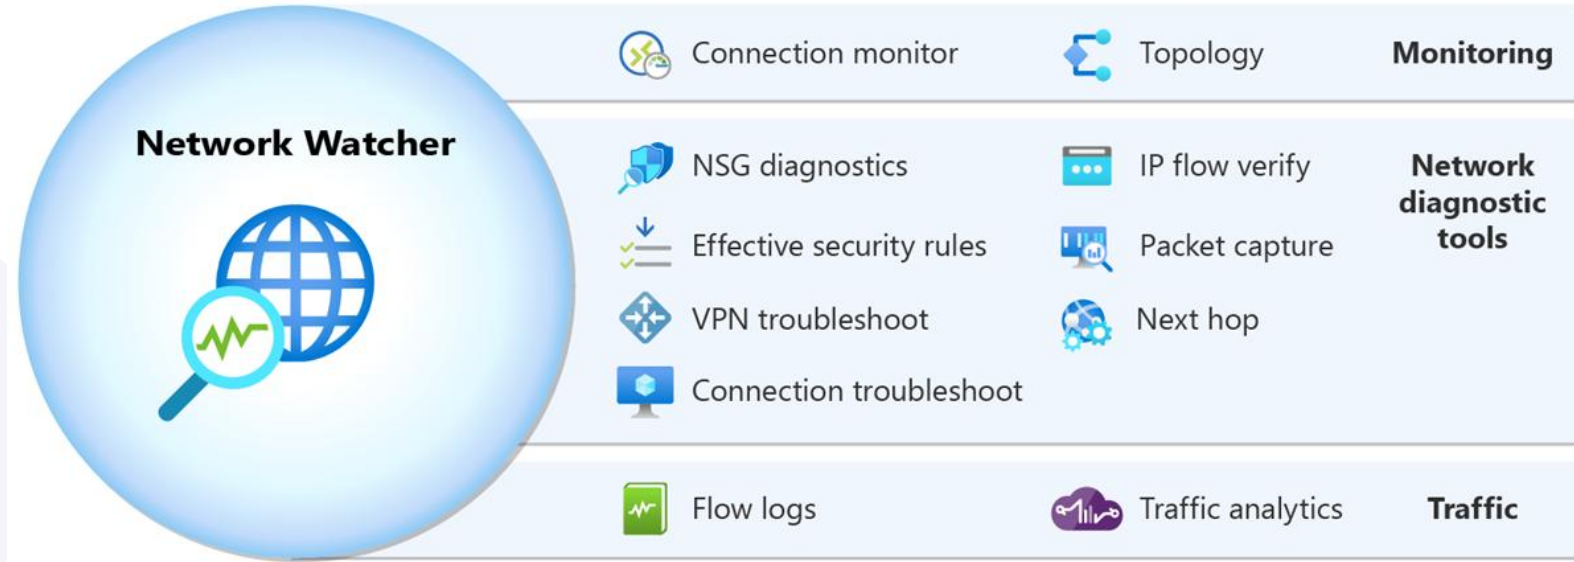 Network Watcher
Connection monitor
Topology
Monitoring
NSG diagnostics
IP flow verify
Network
diagnostic
tools
Effective security rules
Packet capture
VPN troubleshoot
Next hop
Connection troubleshoot
Flow logs
Traffic analytics
Traffic